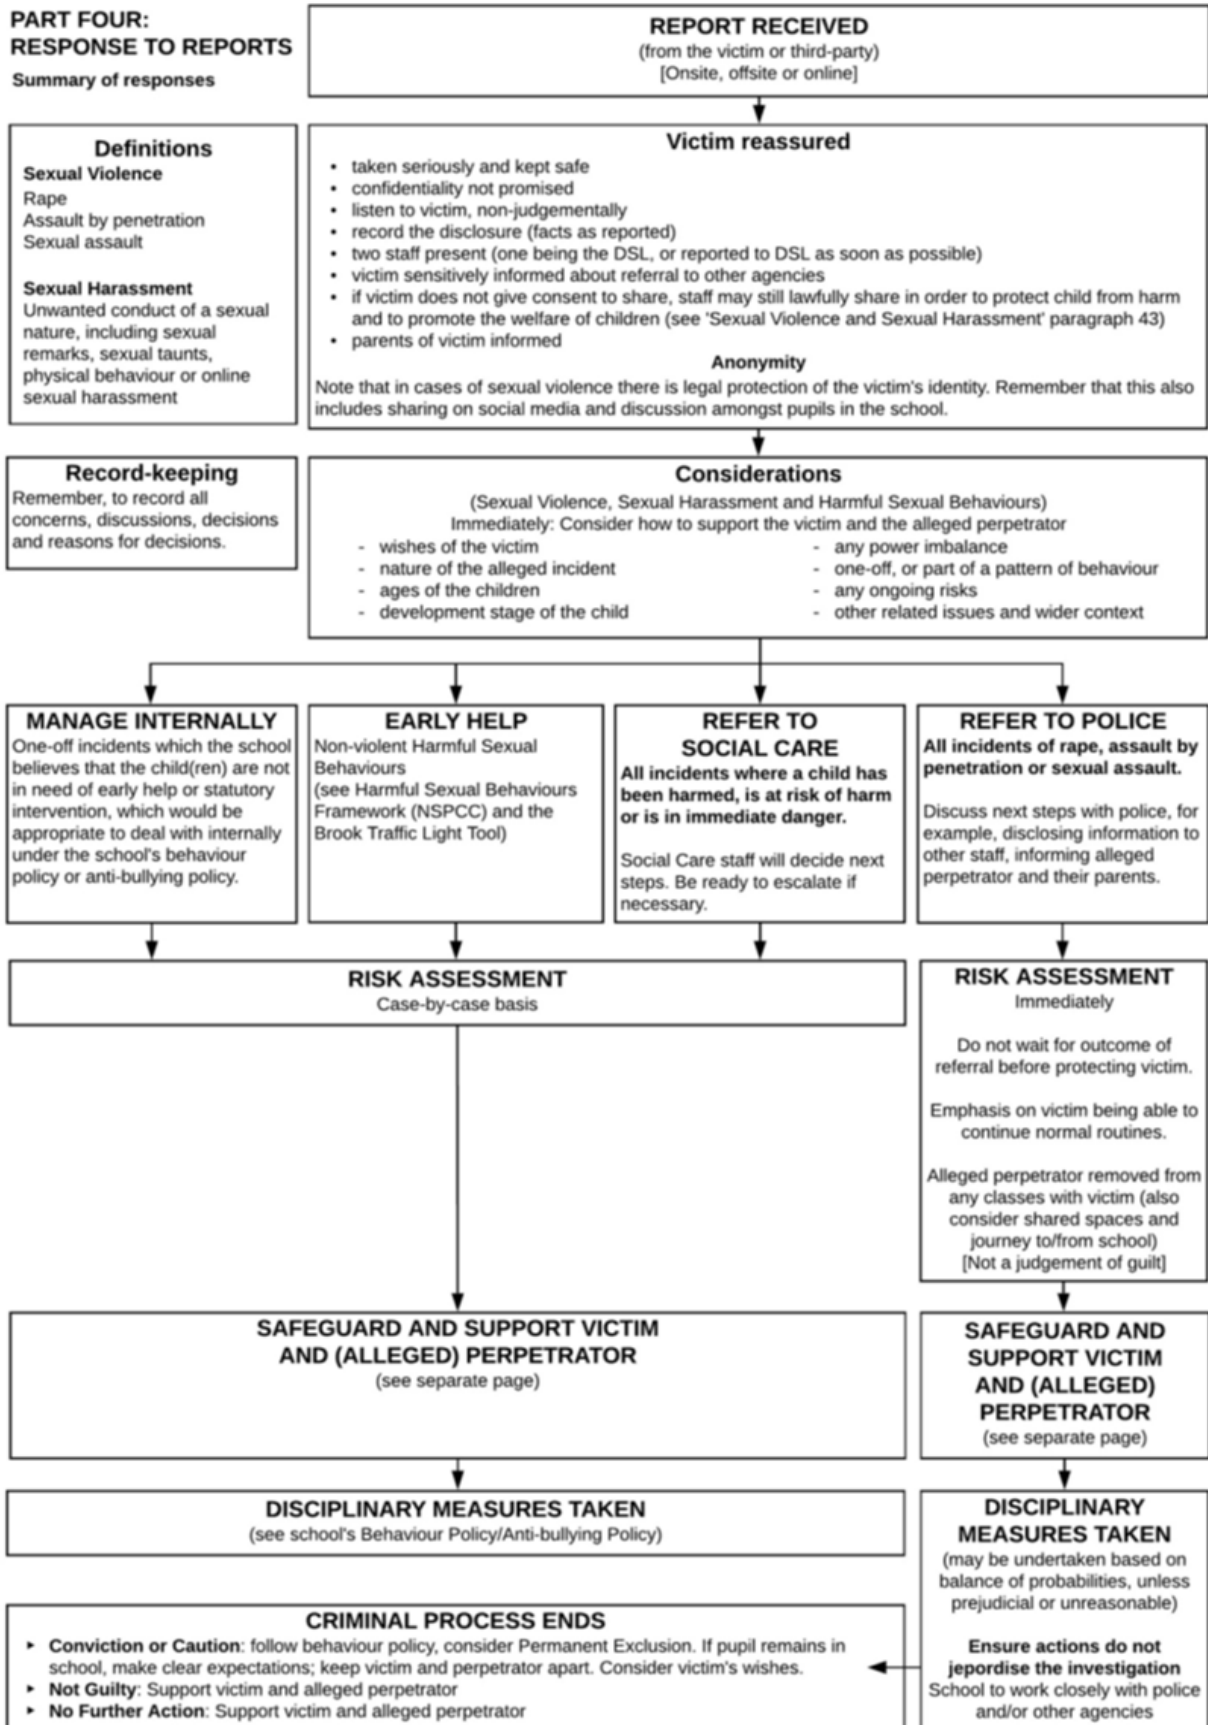 PART FOUR:
RESPONSE TO REPORTS
Summary of responses
REPORT RECEIVED
(from the victim or third-party)
[Onsite, offsite or online]
Definitions
Sexual Violence
Rape
Assault by penetration
Sexual assault
Sexual Harassment
Unwanted conduct of a sexual
nature, including sexual
remarks, sexual taunts,
physical behaviour or online
sexual harassment
Victim reassured
• taken seriously and kept safe
• confidentiality not promised
• listen to victim, non-judgementally
• record the disclosure (facts as reported)
• two staff present (one being the DSL, or reported to DSL as soon as possible)
• victim sensitively informed about referral to other agencies
• if victim does not give consent to share, staff may still lawfully share in order to protect child from harm
and to promote the welfare of children (see 'Sexual Violence and Sexual Harassment' paragraph 43)
• parents of victim informed
Anonymity
Note that in cases of sexual violence there is legal protection of the victim's identity. Remember that this also
includes sharing on social media and discussion amongst pupils in the school.
Record-keeping
Remember, to record all
concerns, discussions, decisions
and reasons for decisions.
Considerations
(Sexual Violence, Sexual Harassment and Harmful Sexual Behaviours)
Immediately: Consider how to support the victim and the alleged perpetrator
- wishes of the victim
- nature of the alleged incident
- ages of the children
- development stage of the child
- any power imbalance
- one-off, or part of a pattern of behaviour
- any ongoing risks
- other related issues and wider context
MANAGE INTERNALLY
One-off incidents which the school
believes that the child(ren) are not
in need of early help or statutory
intervention, which would be
appropriate to deal with internally
under the school's behaviour
policy or anti-bullying policy.
EARLY HELP
Non-violent Harmful Sexual
Behaviours
(see Harmful Sexual Behaviours
Framework (NSPCC) and the
Brook Traffic Light Tool)
REFER TO
SOCIAL CARE
All incidents where a child has
been harmed, is at risk of harm
or is in immediate danger.
Social Care staff will decide next
steps. Be ready to escalate if
necessary.
REFER TO POLICE
All incidents of rape, assault by
penetration or sexual assault.
Discuss next steps with police, for
example, disclosing information to
other staff, informing alleged
perpetrator and their parents.
RISK ASSESSMENT
Case-by-case basis
RISK ASSESSMENT
Immediately
Do not wait for outcome of
referral before protecting victim.
Emphasis on victim being able to
continue normal routines.
Alleged perpetrator removed from
any classes with victim (also
consider shared spaces and
journey to/from school)
[Not a judgement of guilt]
SAFEGUARD AND SUPPORT VICTIM
AND (ALLEGED) PERPETRATOR
(see separate page)
SAFEGUARD AND
SUPPORT VICTIM
AND (ALLEGED)
PERPETRATOR
(see separate page)
DISCIPLINARY MEASURES TAKEN
(see school's Behaviour Policy/Anti-bullying Policy)
DISCIPLINARY
MEASURES TAKEN
(may be undertaken based on
balance of probabilities, unless
prejudicial or unreasonable)
Ensure actions do not
jepordise the investigation
School to work closely with police
and/or other agencies
CRIMINAL PROCESS ENDS
‣ Conviction or Caution: follow behaviour policy, consider Permanent Exclusion. If pupil remains in
school, make clear expectations; keep victim and perpetrator apart. Consider victim's wishes.
‣ Not Guilty: Support victim and alleged perpetrator
‣ No Further Action: Support victim and alleged perpetrator